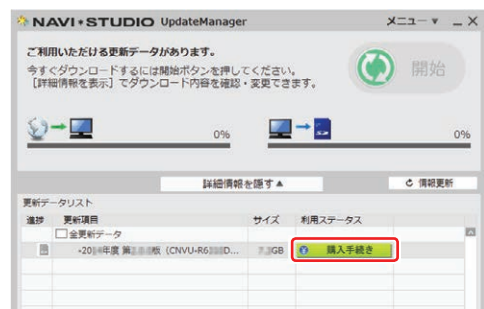 NAVI*STUDIO UpdateManager メニュー ▼ _ X
ご利用いただける更新データがあります。
今すぐダウンロードするには開始ボタンを押してください。
[詳細情報を表示] でダウンロード内容を確認・変更できます。
開始
0% 0%
詳細情報を隠す▲ 情報更新
更新データリスト
進捗 更新項目 サイズ 利用ステータス
全更新データ
年度 第 版 (CNVU-R6 D... GB 購入手続き